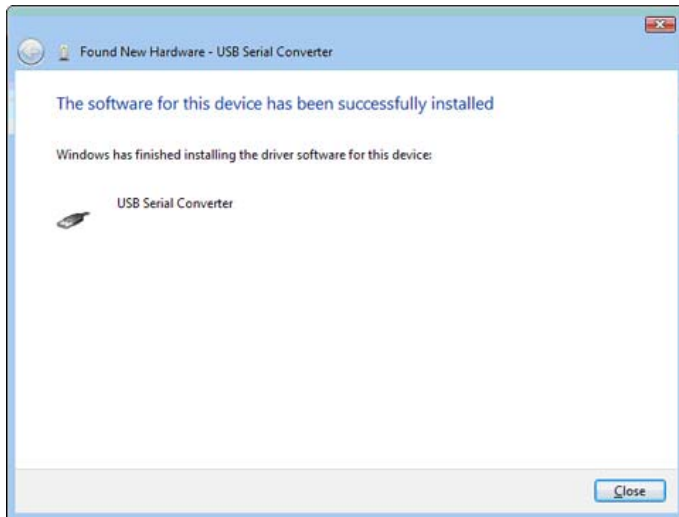 Found New Hardware - USB Serial Converter
The software for this device has been successfully installed
Windows has finished installing the driver software for this device:
USB Serial Converter
Close